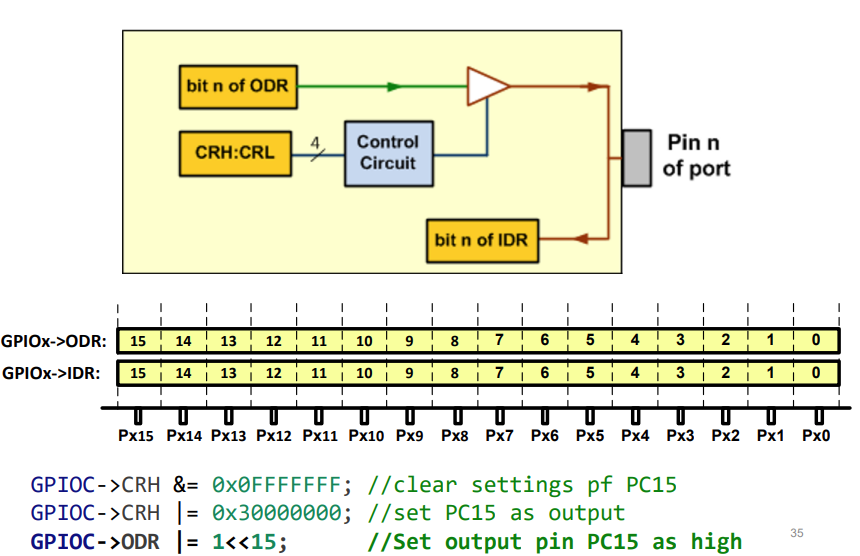 bit n of ODR
CRH:CRL
4
Control
Circuit
Pin n
of port
bit n of IDR
GPIOx->ODR: 15 14 13 12 11 10 9 8 7 6 5 4 3 2 1 0
GPIOx->IDR: 15 14 13 12 11 10 9 8 7 6 5 4 3 2 1 0
Px15 Px14 Px13 Px12 Px11 Px10 Px9 Px8 Px7 Px6 Px5 Px4 Px3 Px2 Px1 Px0
GPIOC->CRH &= 0x0FFFFFFF; //clear settings pf PC15
GPIOC->CRH |= 0x30000000; //set PC15 as output
GPIOC->ODR |= 1<<15; //Set output pin PC15 as high
35